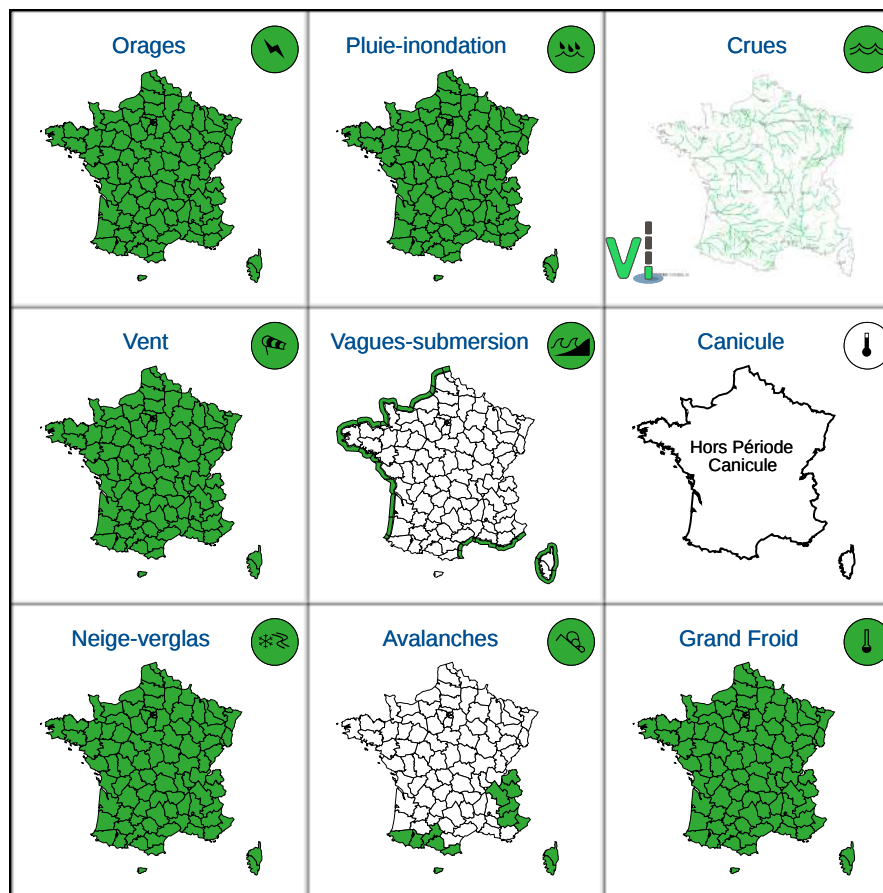 Orages
Pluie-inondation
Crues
Vent
Vagues-submersion
Canicule
Hors Période
Canicule
Neige-verglas
Avalanches
Grand Froid